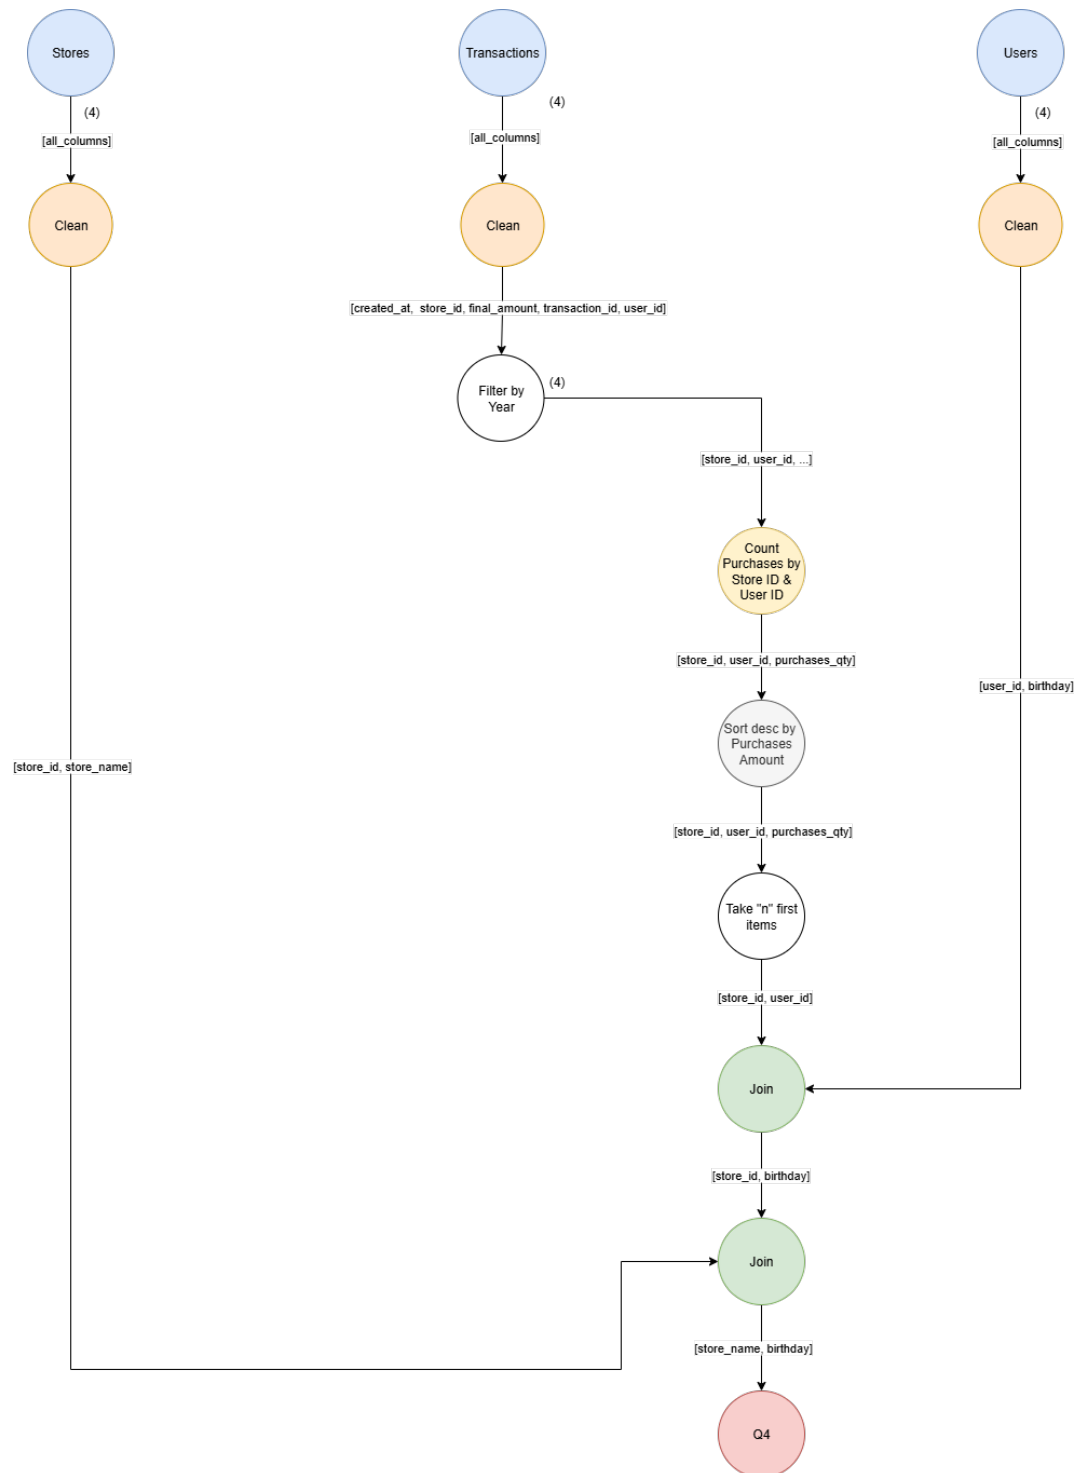 Stores
Transactions
Users
(4)
(4)
(4)
[all_columns]
[all_columns]
[all_columns]
Clean
Clean
Clean
[created_at,  store_id, final_amount, transaction_id, user_id]
Filter by
Year
(4)
[store_id, user_id, ...]
Count
Purchases by
Store ID &
User ID
[store_id, user_id, purchases_qty]
[user_id, birthday]
Sort desc by
Purchases
Amount
[store_id, store_name]
[store_id, user_id, purchases_qty]
Take "n" first
items
[store_id, user_id]
Join
[store_id, birthday]
Join
[store_name, birthday]
Q4